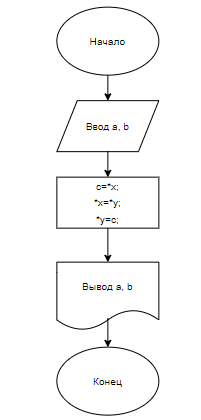 Начало
Ввод a, b
c=*x;
*x=*y;
*y=c;
Вывод a, b
Конец